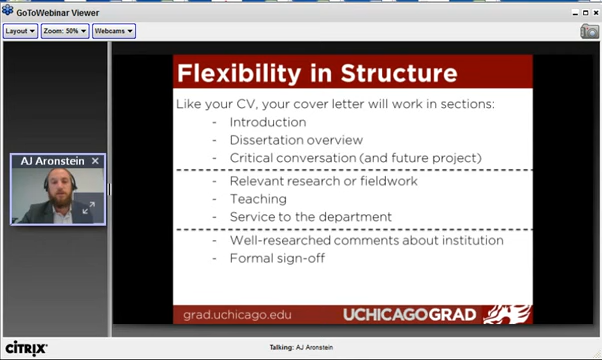 GoToWebinar Viewer
Layout
Zoom: 50%
Webcams
AJ Aronstein
Flexibility in Structure
Like your CV, your cover letter will work in sections:
- Introduction
- Dissertation overview
- Critical conversation (and future project)
- Relevant research or fieldwork
- Teaching
- Service to the department
- Well-researched comments about institution
- Formal sign-off
grad.uchicago.edu
UCHICAGOGRAD
CITRIX
Talking: AJ Aronstein